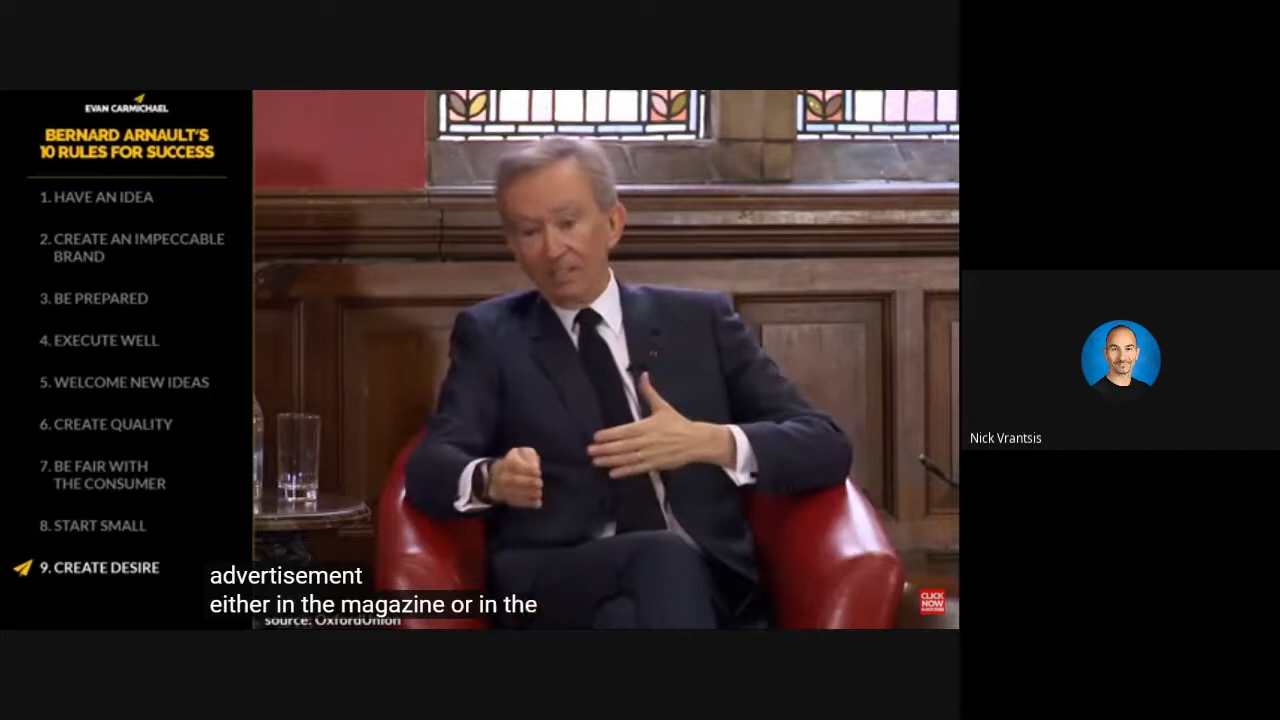 EVAN CARMICHAEL
BERNARD ARNAULT'S
10 RULES FOR SUCCESS
1. HAVE AN IDEA
2. CREATE AN IMPECCABLE
BRAND
3. BE PREPARED
4. EXECUTE WELL
5. WELCOME NEW IDEAS
6. CREATE QUALITY
7. BE FAIR WITH
THE CONSUMER
8. START SMALL
9. CREATE DESIRE
advertisement
either in the magazine or in the
source: OxfordUnion
CLICK
NOW
Nick Vrantsis